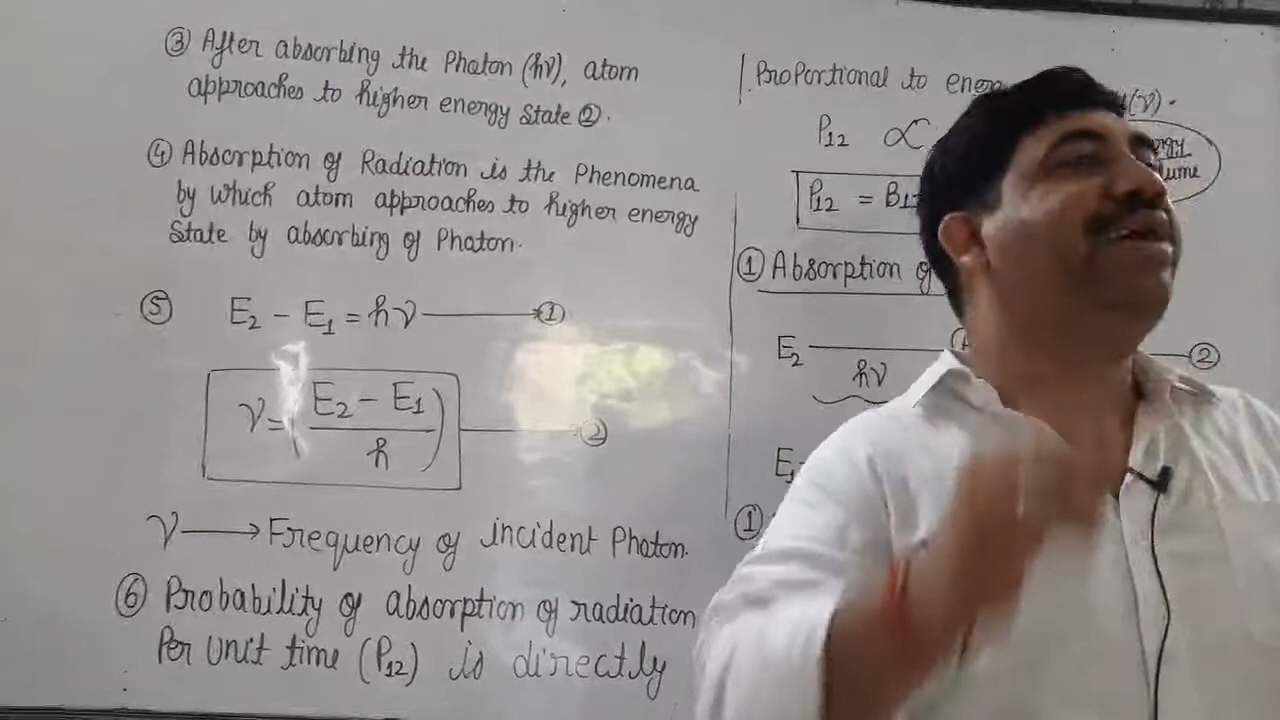 ③ After absorbing the Photon (hν), atom
approaches to higher energy State ②.
④ Absorption of Radiation is the Phenomena
by which atom approaches to higher energy
State by absorbing of Photon.
⑤ E₂ - E₁ = hν → ①
ν = (E₂ - E₁ / h) → ②
ν → Frequency of incident Photon.
⑥ Probability of absorption of radiation
Per unit time (P₁₂) is directly
Proportional to (ν).
P₁₂ ∝
P₁₂ =
① Absorption of
E₂ ②
hν
①